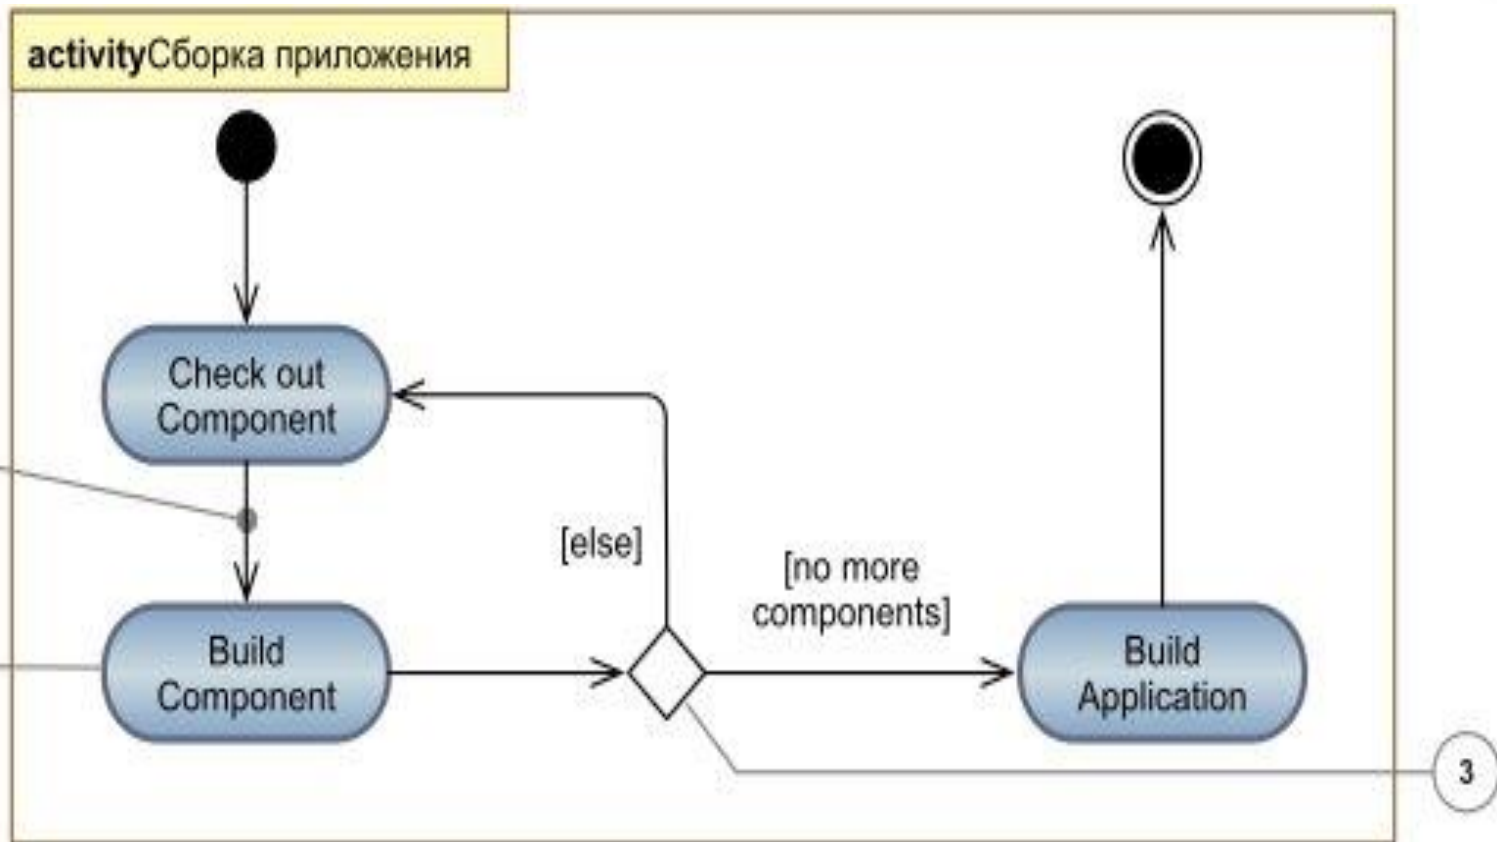 activityСборка приложения
Check out
Component
[else]
[no more
components]
Build
Component
Build
Application
3